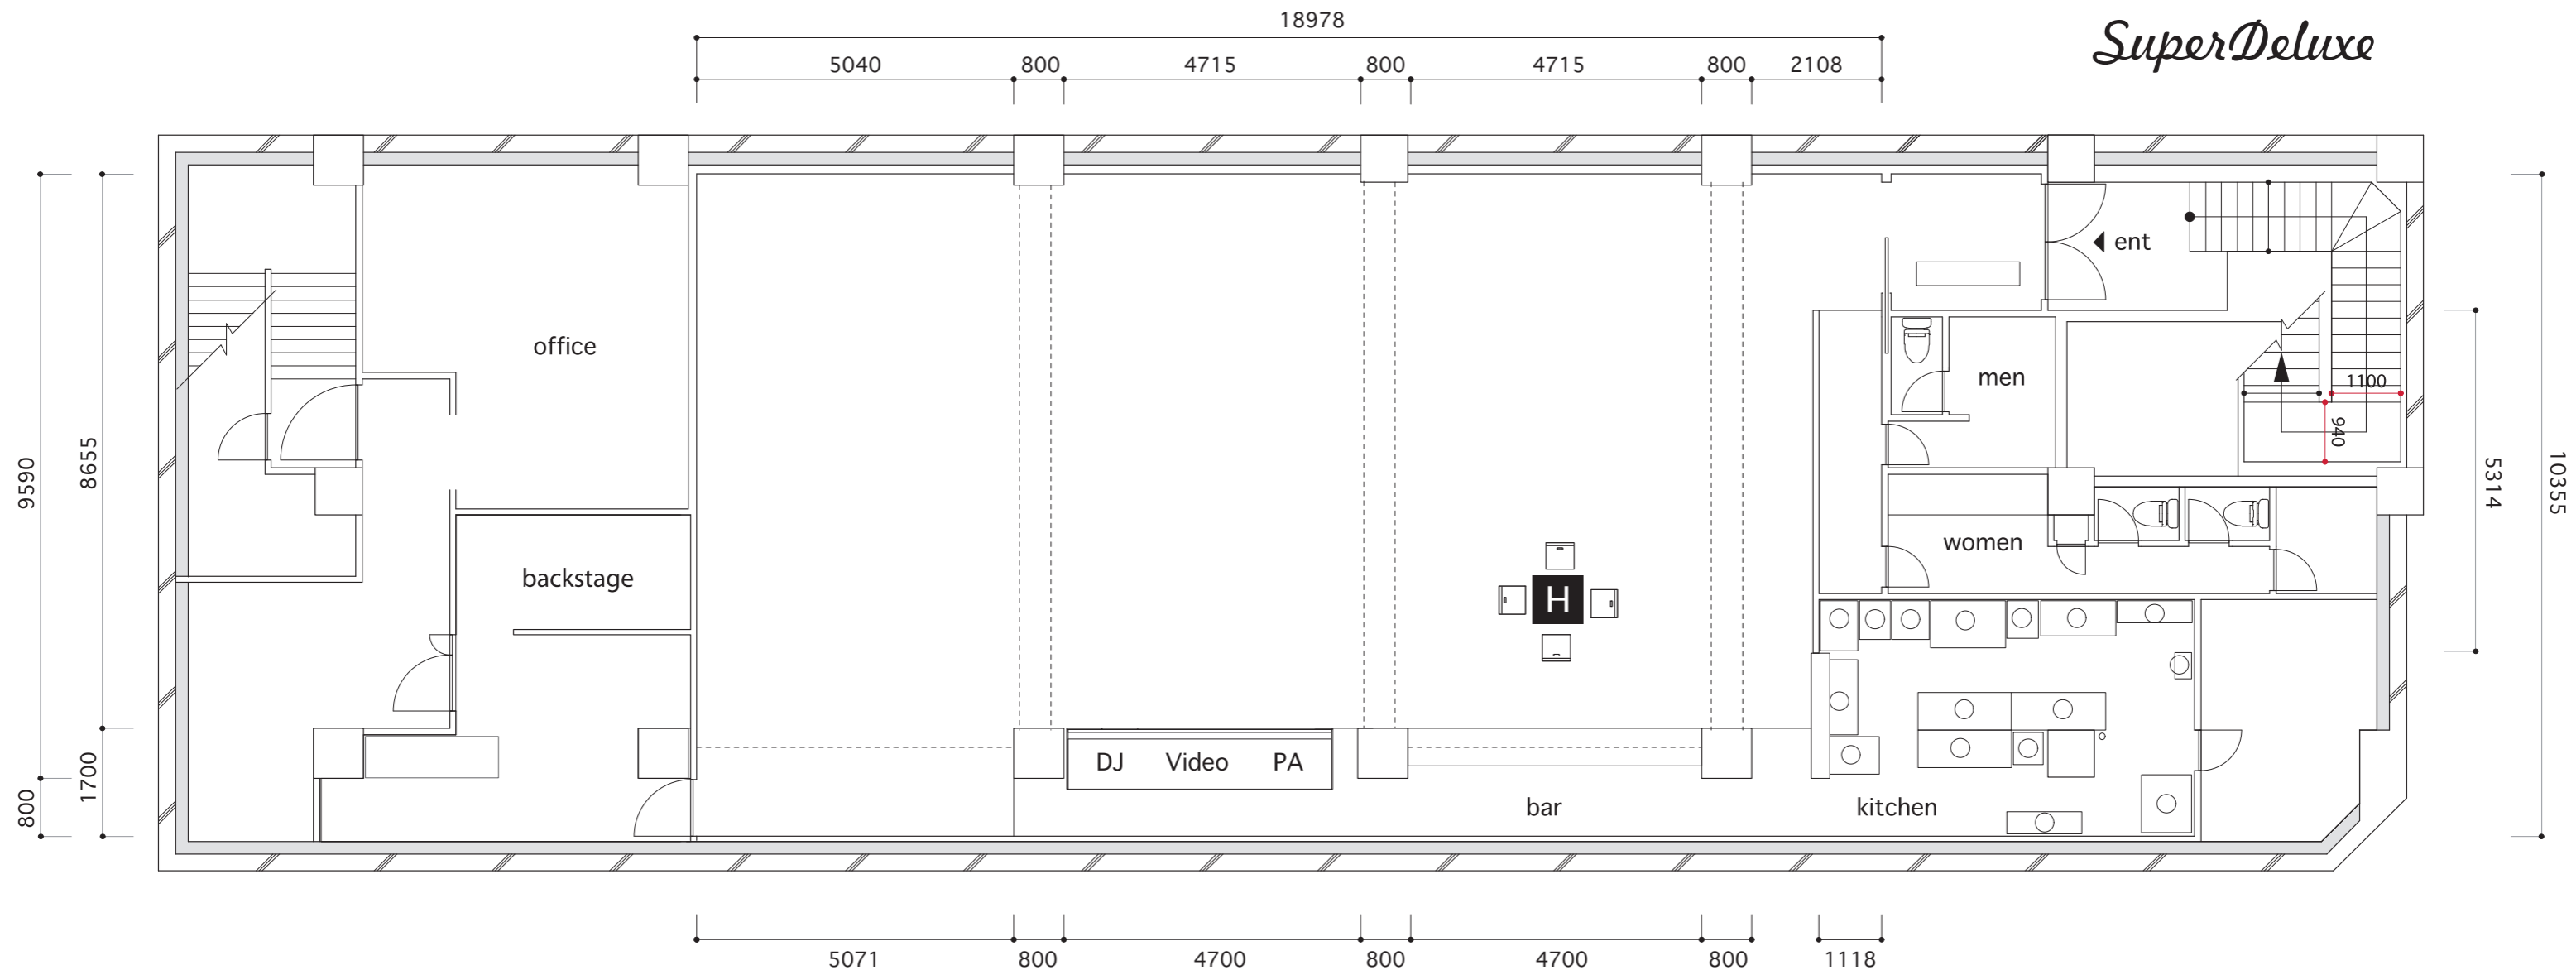 18978
SuperDeluxe
5040 800 4715 800 4715 800 2108
ent
office
men
1100
940
9590
8655
5314
10355
women
backstage
H
DJ Video PA
1700
800
bar
kitchen
5071 800 4700 800 4700 800 1118